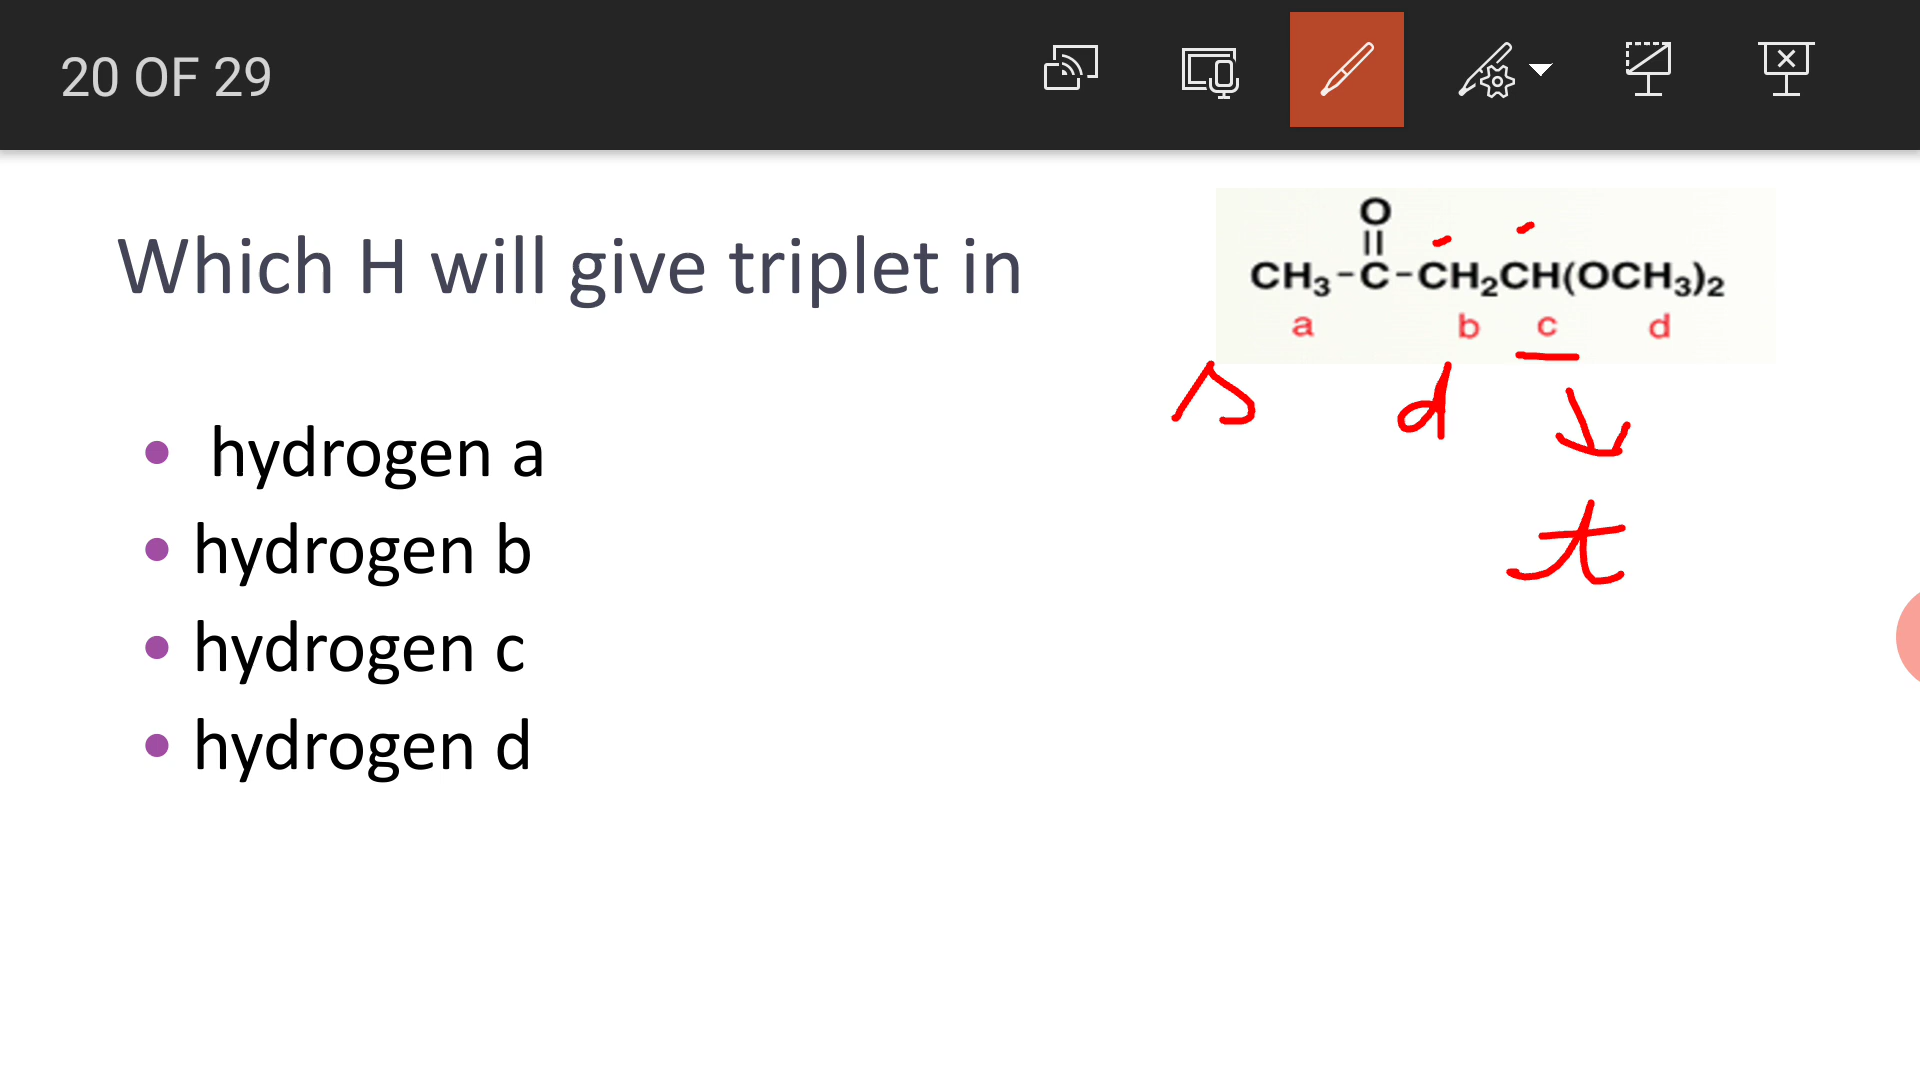 20 OF 29
Which H will give triplet in
O
||
CH₃-C-CH₂CH(OCH₃)₂
a b c d
s d
t
• hydrogen a
• hydrogen b
• hydrogen c
• hydrogen d